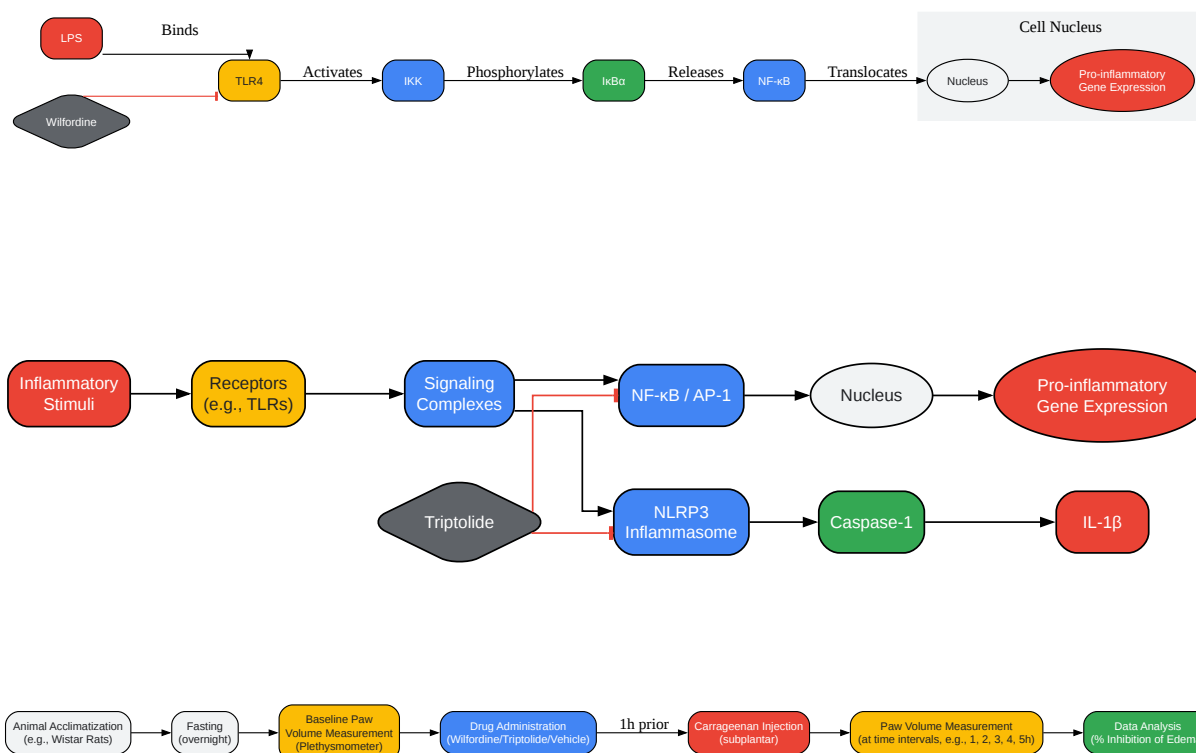 Cell Nucleus
LPS
Binds
TLR4
Activates
IKK
Phosphorylates
IκBα
Releases
NF-κB
Translocates
Nucleus
Pro-inflammatory
Gene Expression
Wilfordine
Inflammatory
Stimuli
Receptors
(e.g., TLRs)
Signaling
Complexes
NF-κB / AP-1
Nucleus
Pro-inflammatory
Gene Expression
Triptolide
NLRP3
Inflammasome
Caspase-1
IL-1β
Animal Acclimatization
(e.g., Wistar Rats)
Fasting
(overnight)
Baseline Paw
Volume Measurement
(Plethysmometer)
Drug Administration
(Wilfordine/Triptolide/Vehicle)
1h prior
Carrageenan Injection
(subplantar)
Paw Volume Measurement
(at time intervals, e.g., 1, 2, 3, 4, 5h)
Data Analysis
(% Inhibition of